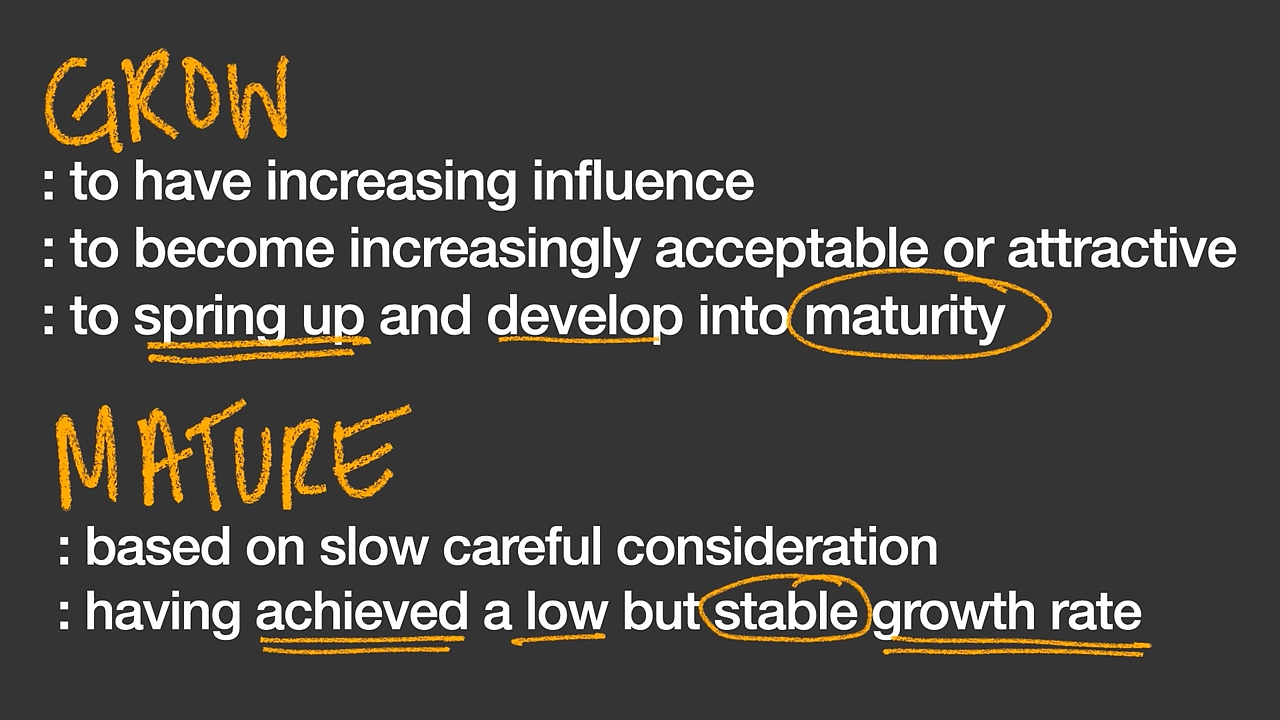 GROW
: to have increasing influence
: to become increasingly acceptable or attractive
: to spring up and develop into maturity
MATURE
: based on slow careful consideration
: having achieved a low but stable growth rate